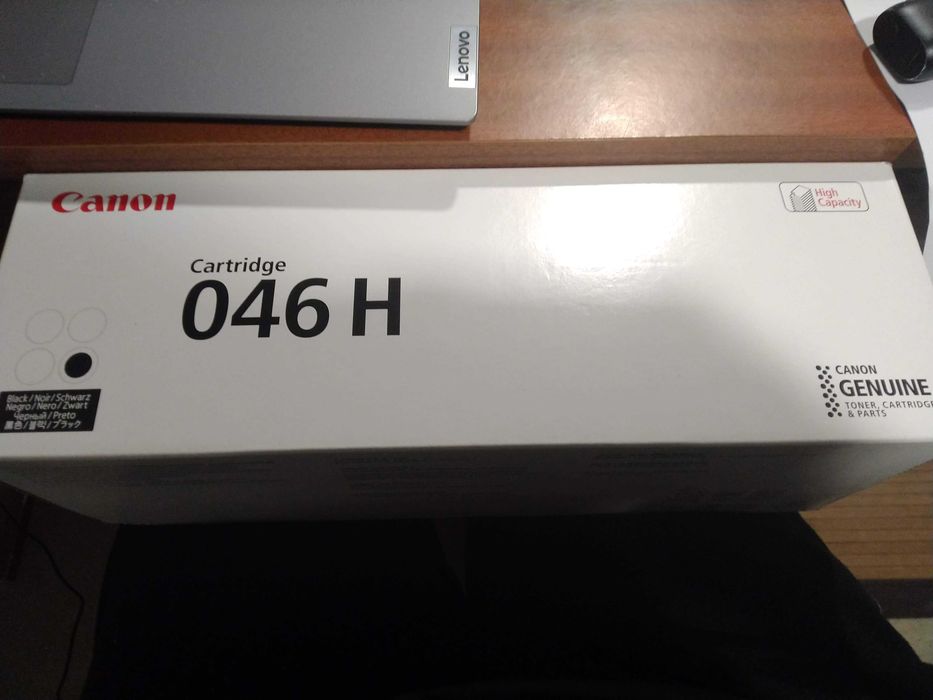 Lenovo
Canon
High
Capacity
Cartridge
046 H
Black / Noir / Schwarz
Negro / Nero / Zwart
Черный / Preto
黒色 / 블랙 / ブラック
CANON
GENUINE
TONER, CARTRIDGE
& PARTS